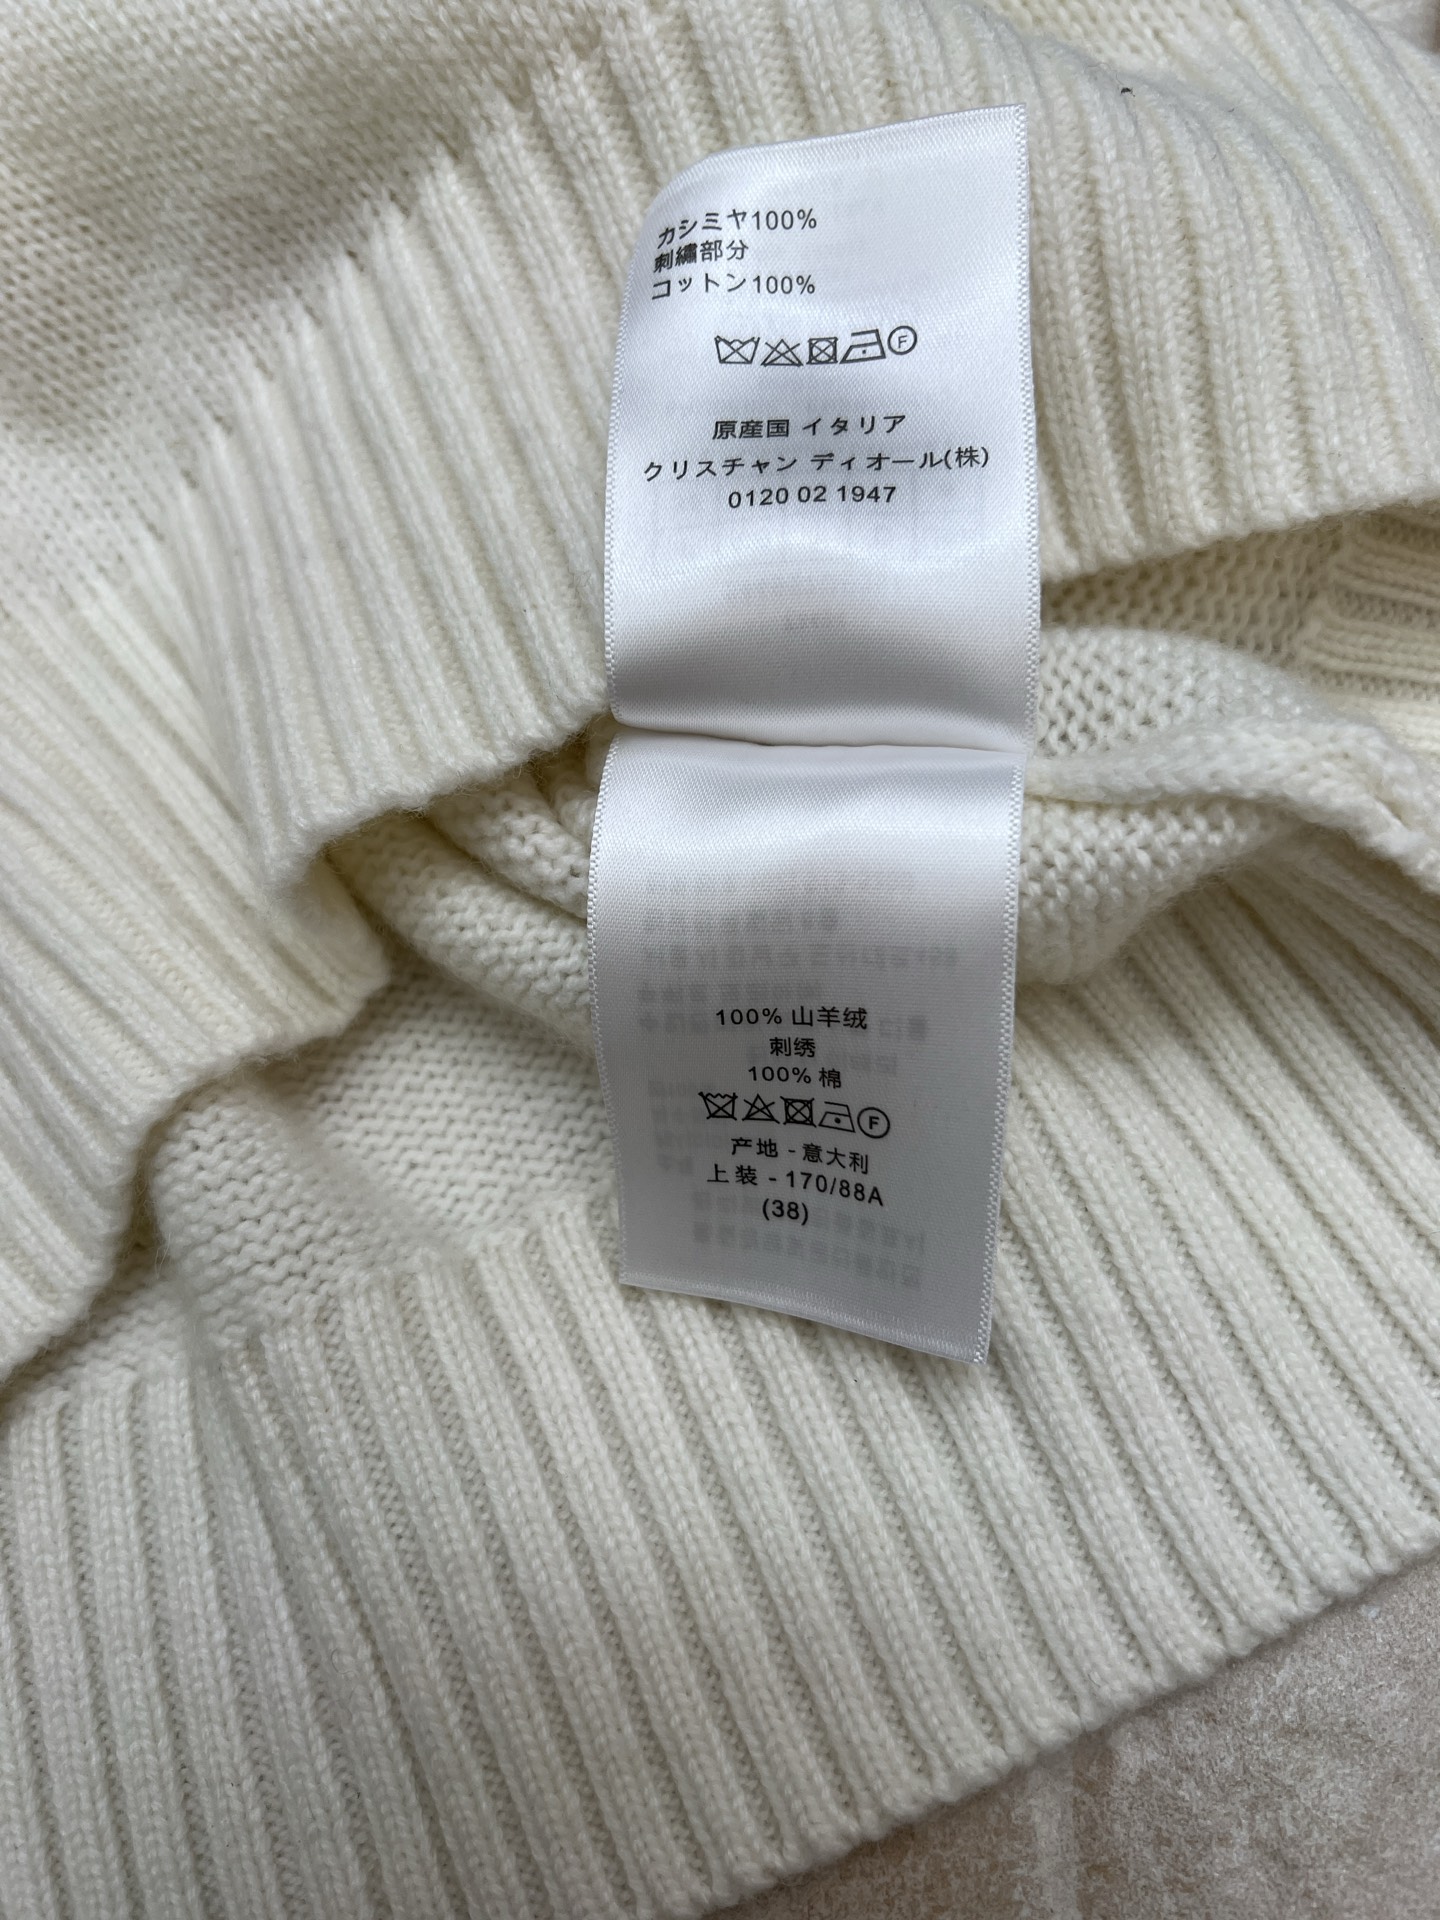 カシミヤ100%
刺繍部分
コットン100%
F
原産国 イタリア
クリスチャン ディオール(株)
0120 02 1947
100% 山羊绒
刺绣
100% 棉
F
产地 - 意大利
上装 - 170/88A
(38)